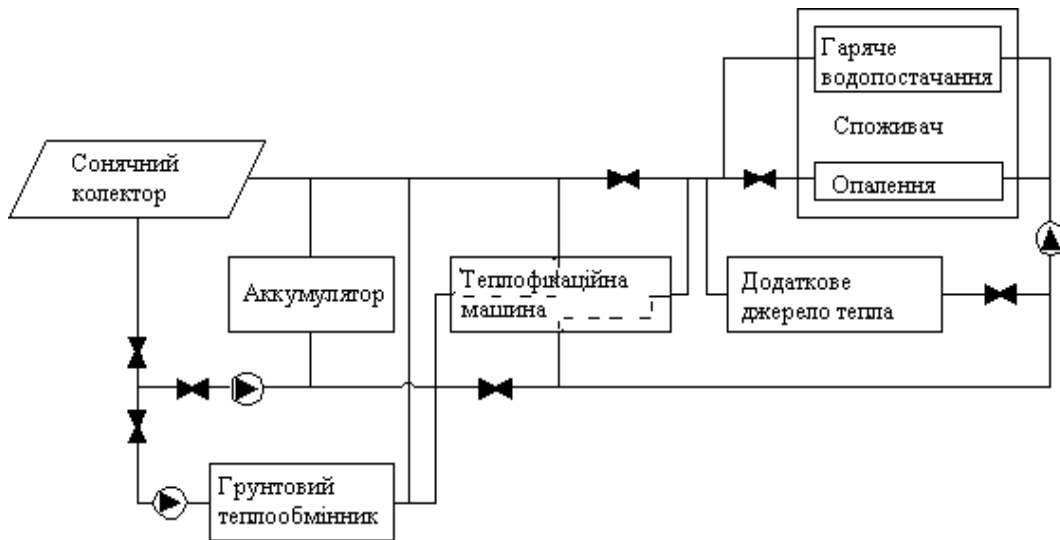 Гаряче
водопостачання
Споживач
Опалення
Сонячний
колектор
Аккумулятор
Теплофікаційна
машина
Додаткове
джерело тепла
Грунтовий
теплообмінник